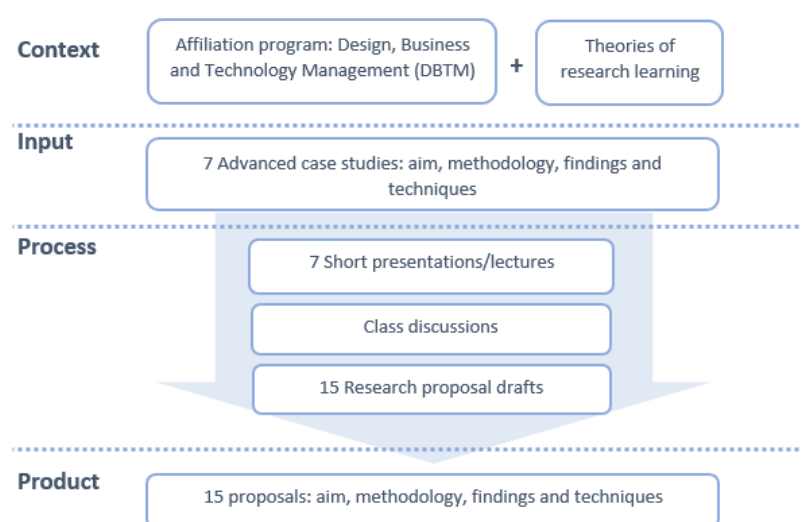 Context
Affiliation program: Design, Business
and Technology Management (DBTM)
+
Theories of
research learning
Input
7 Advanced case studies: aim, methodology, findings and
techniques
Process
7 Short presentations/lectures
Class discussions
15 Research proposal drafts
Product
15 proposals: aim, methodology, findings and techniques